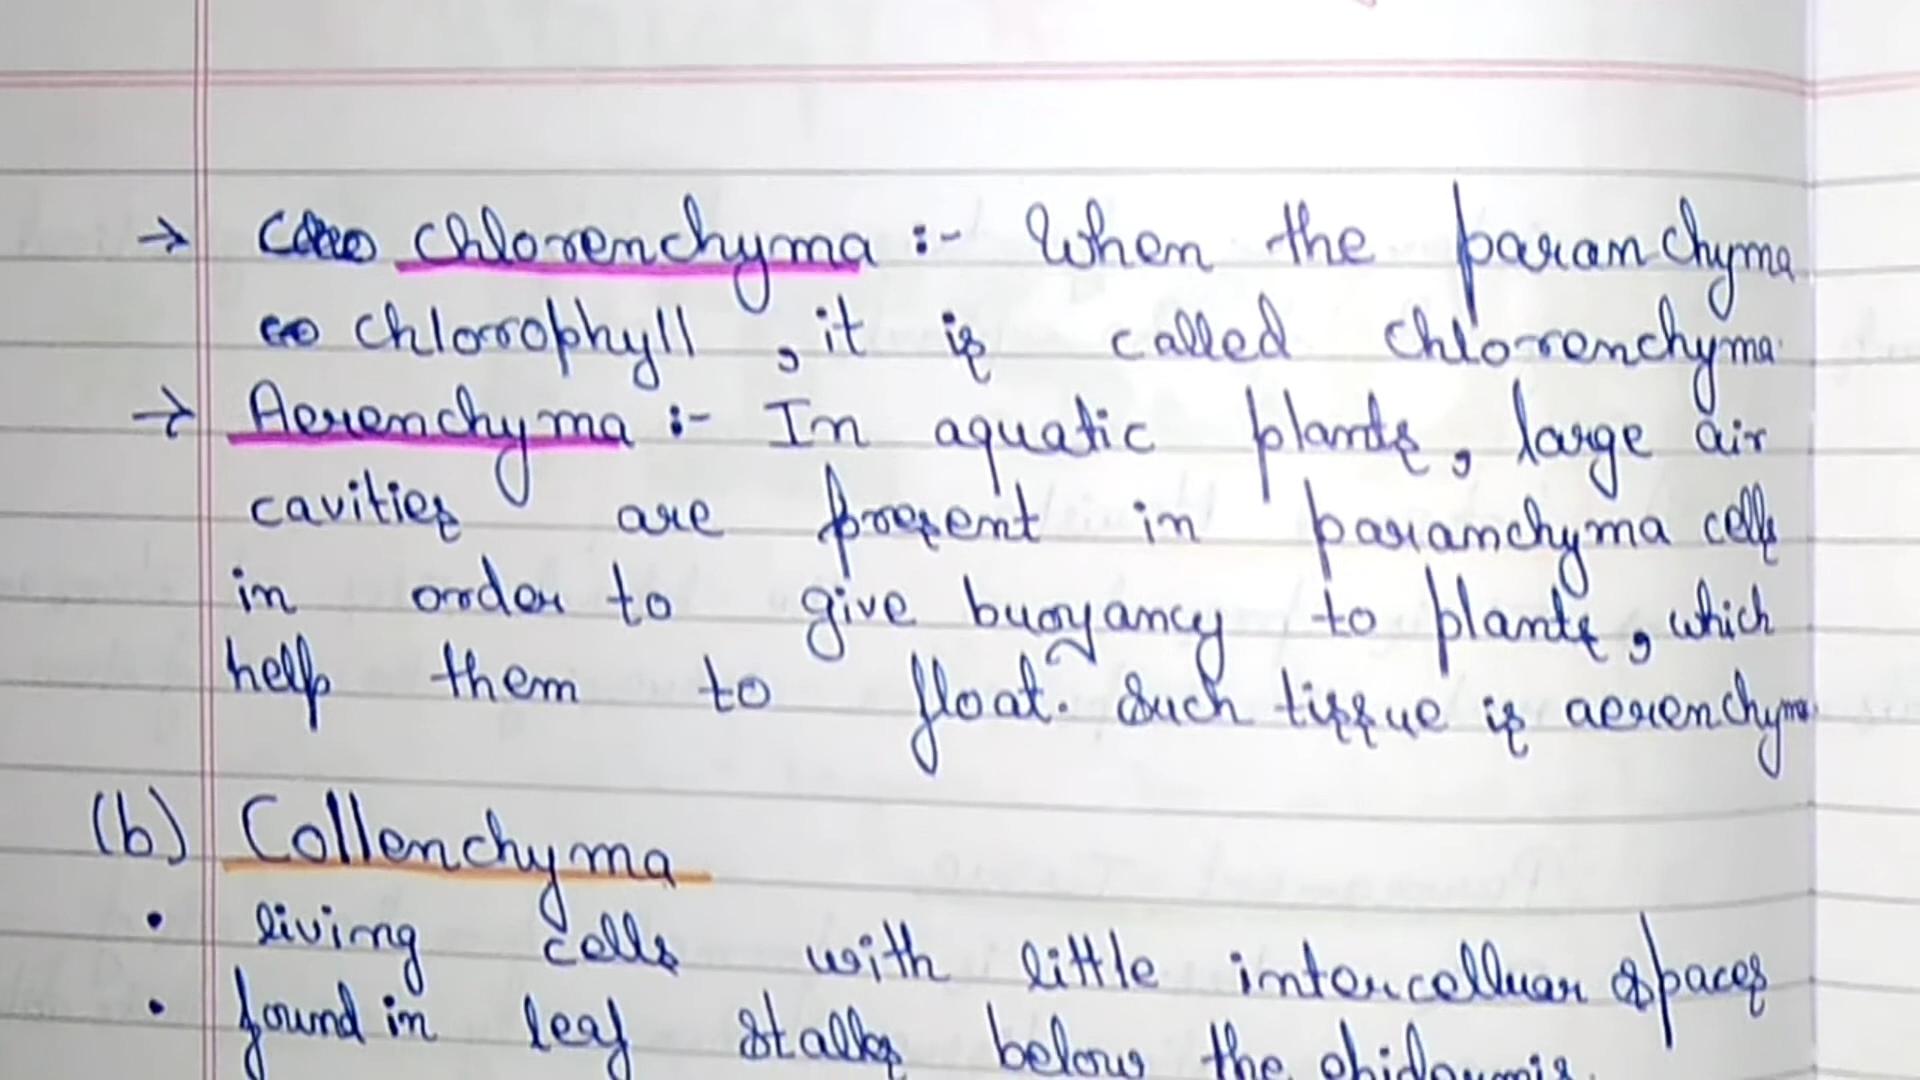 → chlorenchyma :- When the paranchyma
chlorophyll, it is called chlorenchyma.
→ Aerenchyma :- In aquatic plants, large air
cavities are present in paranchyma cells
in order to give buoyancy to plants, which
help them to float. Such tissue is aerenchyma.
(b) Collenchyma
• living cells with little intercelluar spaces
• found in leaf stalks below the epidermis.